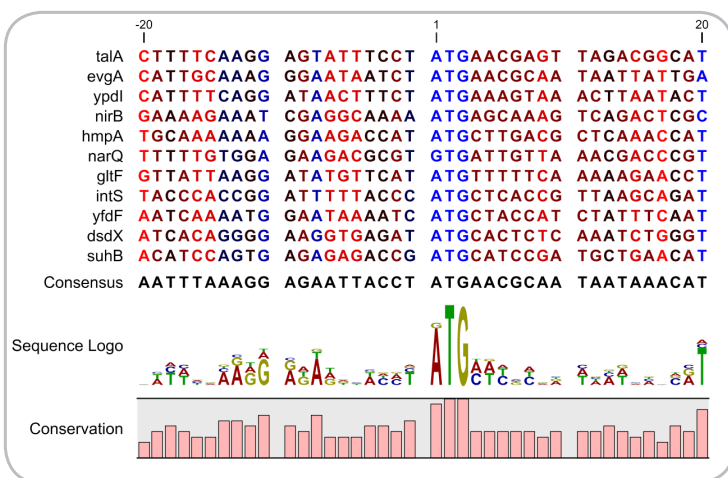 -20 1 20
talA CTTTTCAAGG AGTATTTCCT ATGAACGAGT TAGACGGCAT
evgA CATTGCAAGG GGAATAATCT ATGAACGCAA TAATTATTGA
ypdI CATTTTCAGG ATAACTTTCT ATGAAAGTAA ACTTAATACT
nirB GAAAAGAAAT CGAGGCAAAA ATGAGCAAAG TCAGACTCGC
hmpA TGCAAAAAAA GGAAGACCAT ATGCTTGACG CTCAAACCAT
narQ TTTTTGTGGA GAAGACGCGT GTGATTGTTA AACGACCCGT
gltF GTTATTAAGG ATATGTTCAT ATGTTTTTCA AAAAGAACCT
intS TACCCACCGG ATTTTTACCC ATGCTCACCG TTAAGCAGAT
yfdF AATCAAAATG GAATAAAATC ATGCTACCAT CTATTTCAAT
dsdX ATCACAGGGG AAGGTGAGAT ATGCACTCTC AAATCTGGGT
suhB ACATCCAGTG AGAGAGACCG ATGCATCCGA TGCTGAACAT
Consensus AATTTAAAGG AGAATTACCT ATGAACGCAA TAATAAACAT
Sequence Logo
Conservation